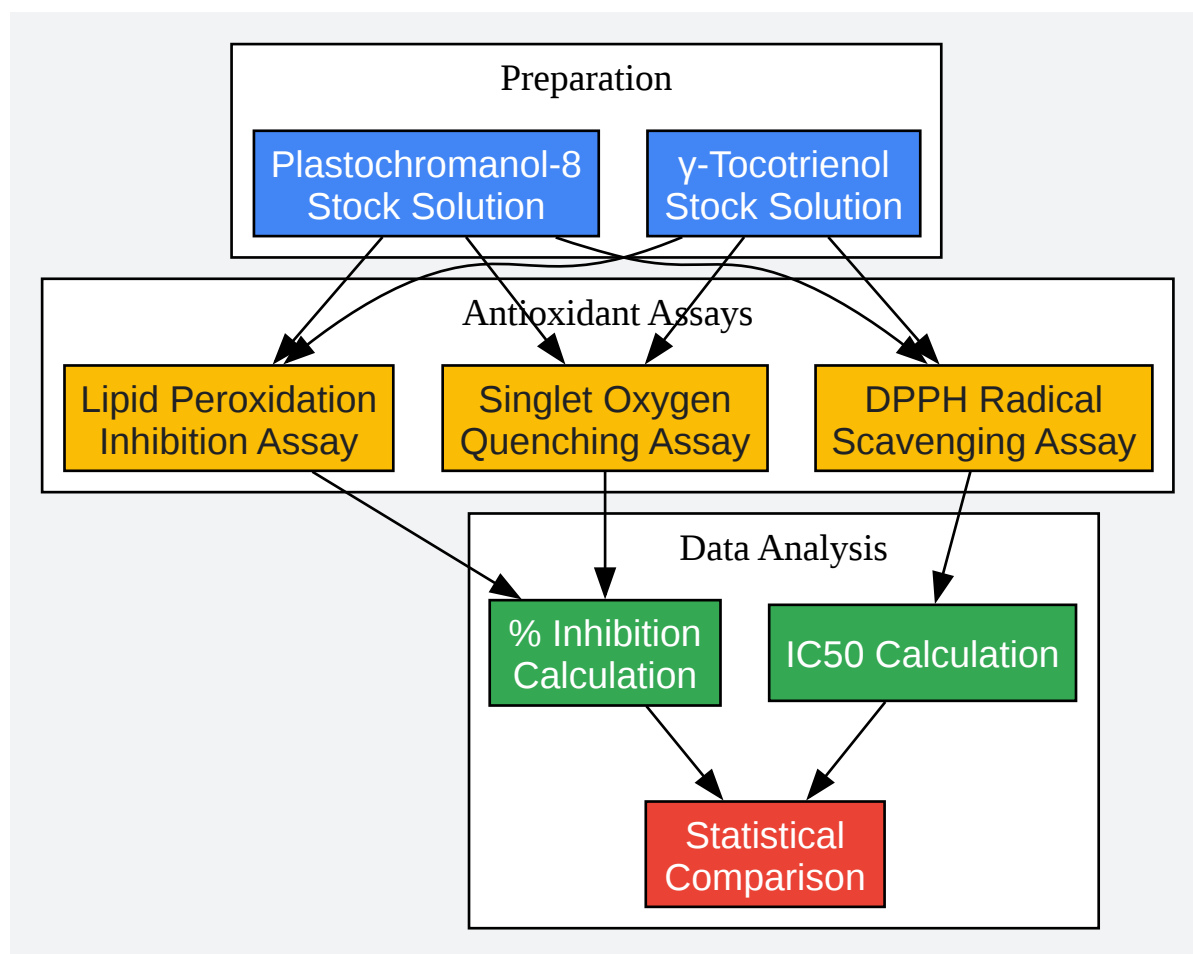 Preparation
Plastochromanol-8
Stock Solution
γ-Tocotrienol
Stock Solution
Antioxidant Assays
Lipid Peroxidation
Inhibition Assay
Singlet Oxygen
Quenching Assay
DPPH Radical
Scavenging Assay
Data Analysis
% Inhibition
Calculation
IC50 Calculation
Statistical
Comparison